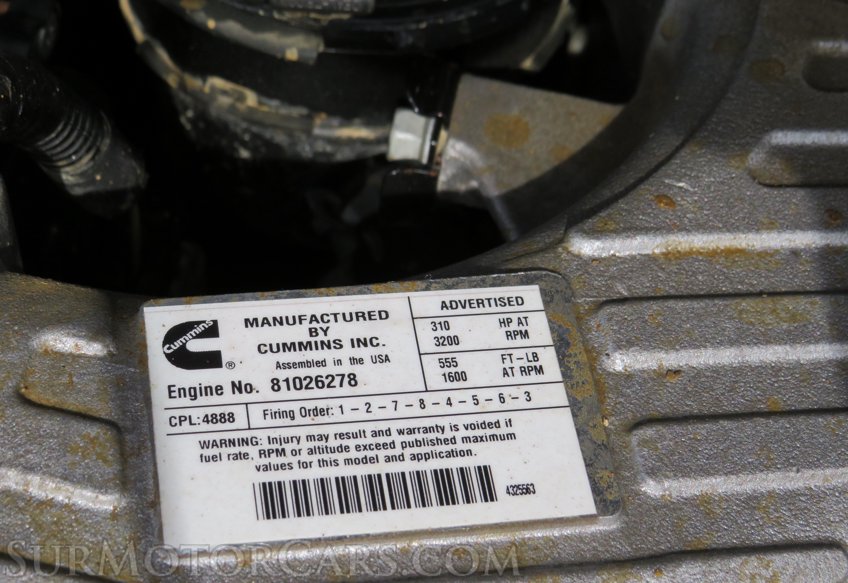 Cummins
®
MANUFACTURED
BY
CUMMINS INC.
Assembled in the USA
Engine No. 81026278
ADVERTISED
310 HP AT
3200 RPM
555 FT-LB
1600 AT RPM
CPL:4888 Firing Order: 1 - 2 - 7 - 8 - 4 - 5 - 6 - 3
WARNING: Injury may result and warranty is voided if
fuel rate, RPM or altitude exceed published maximum
values for this model and application.
4325563
SURMOTORCARS.COM